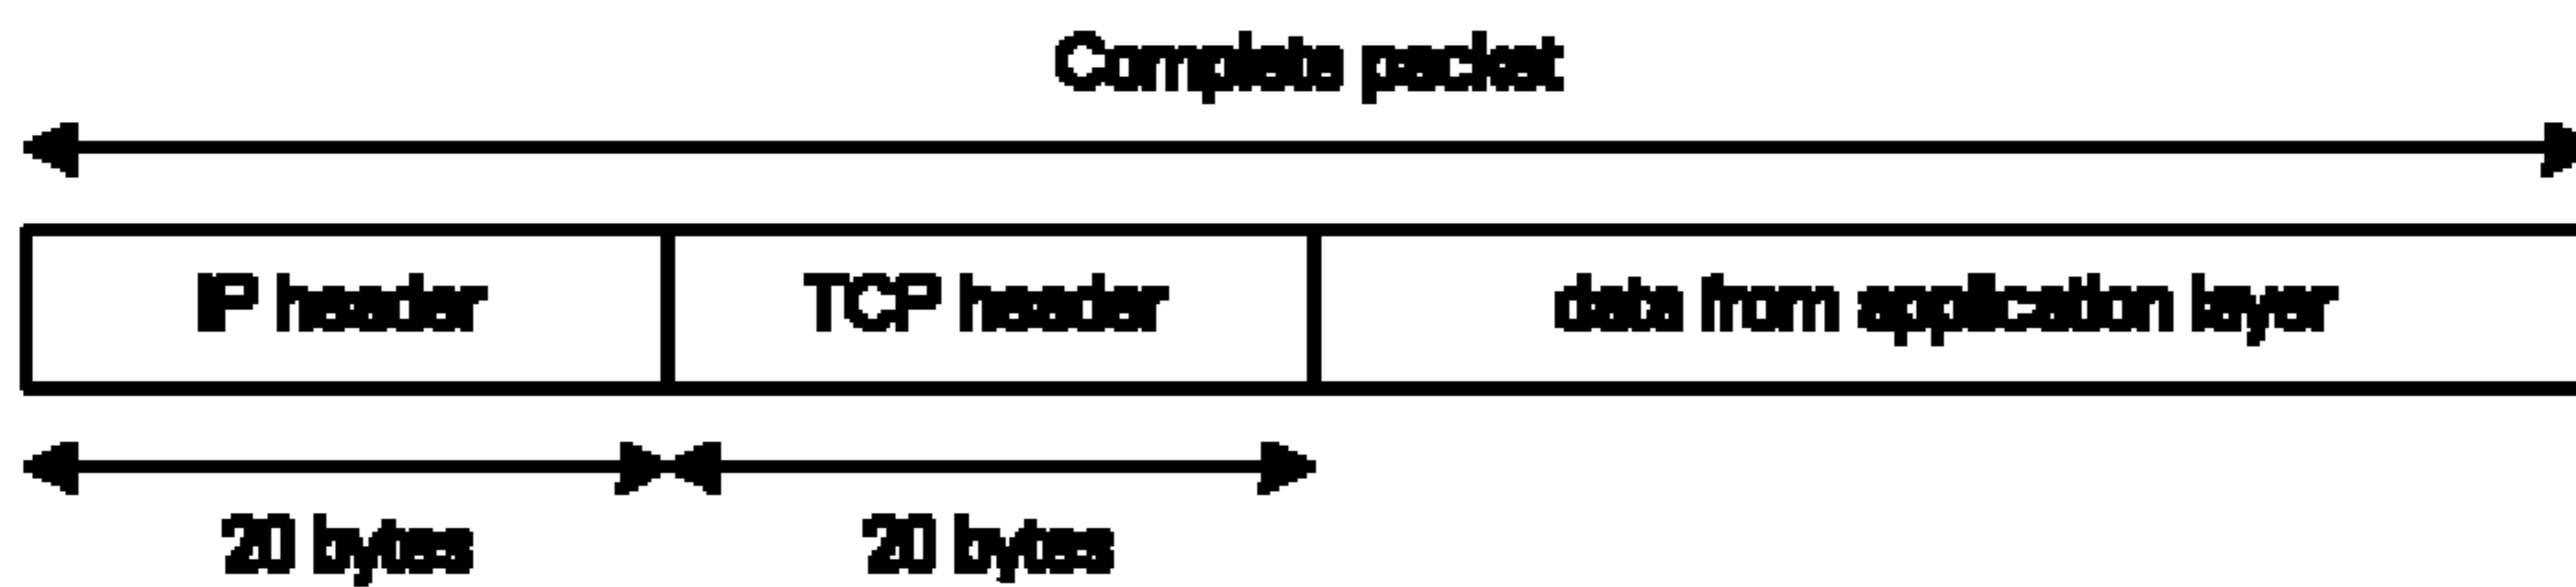 Complete packet
IP header TCP header data from application layer
20 bytes 20 bytes